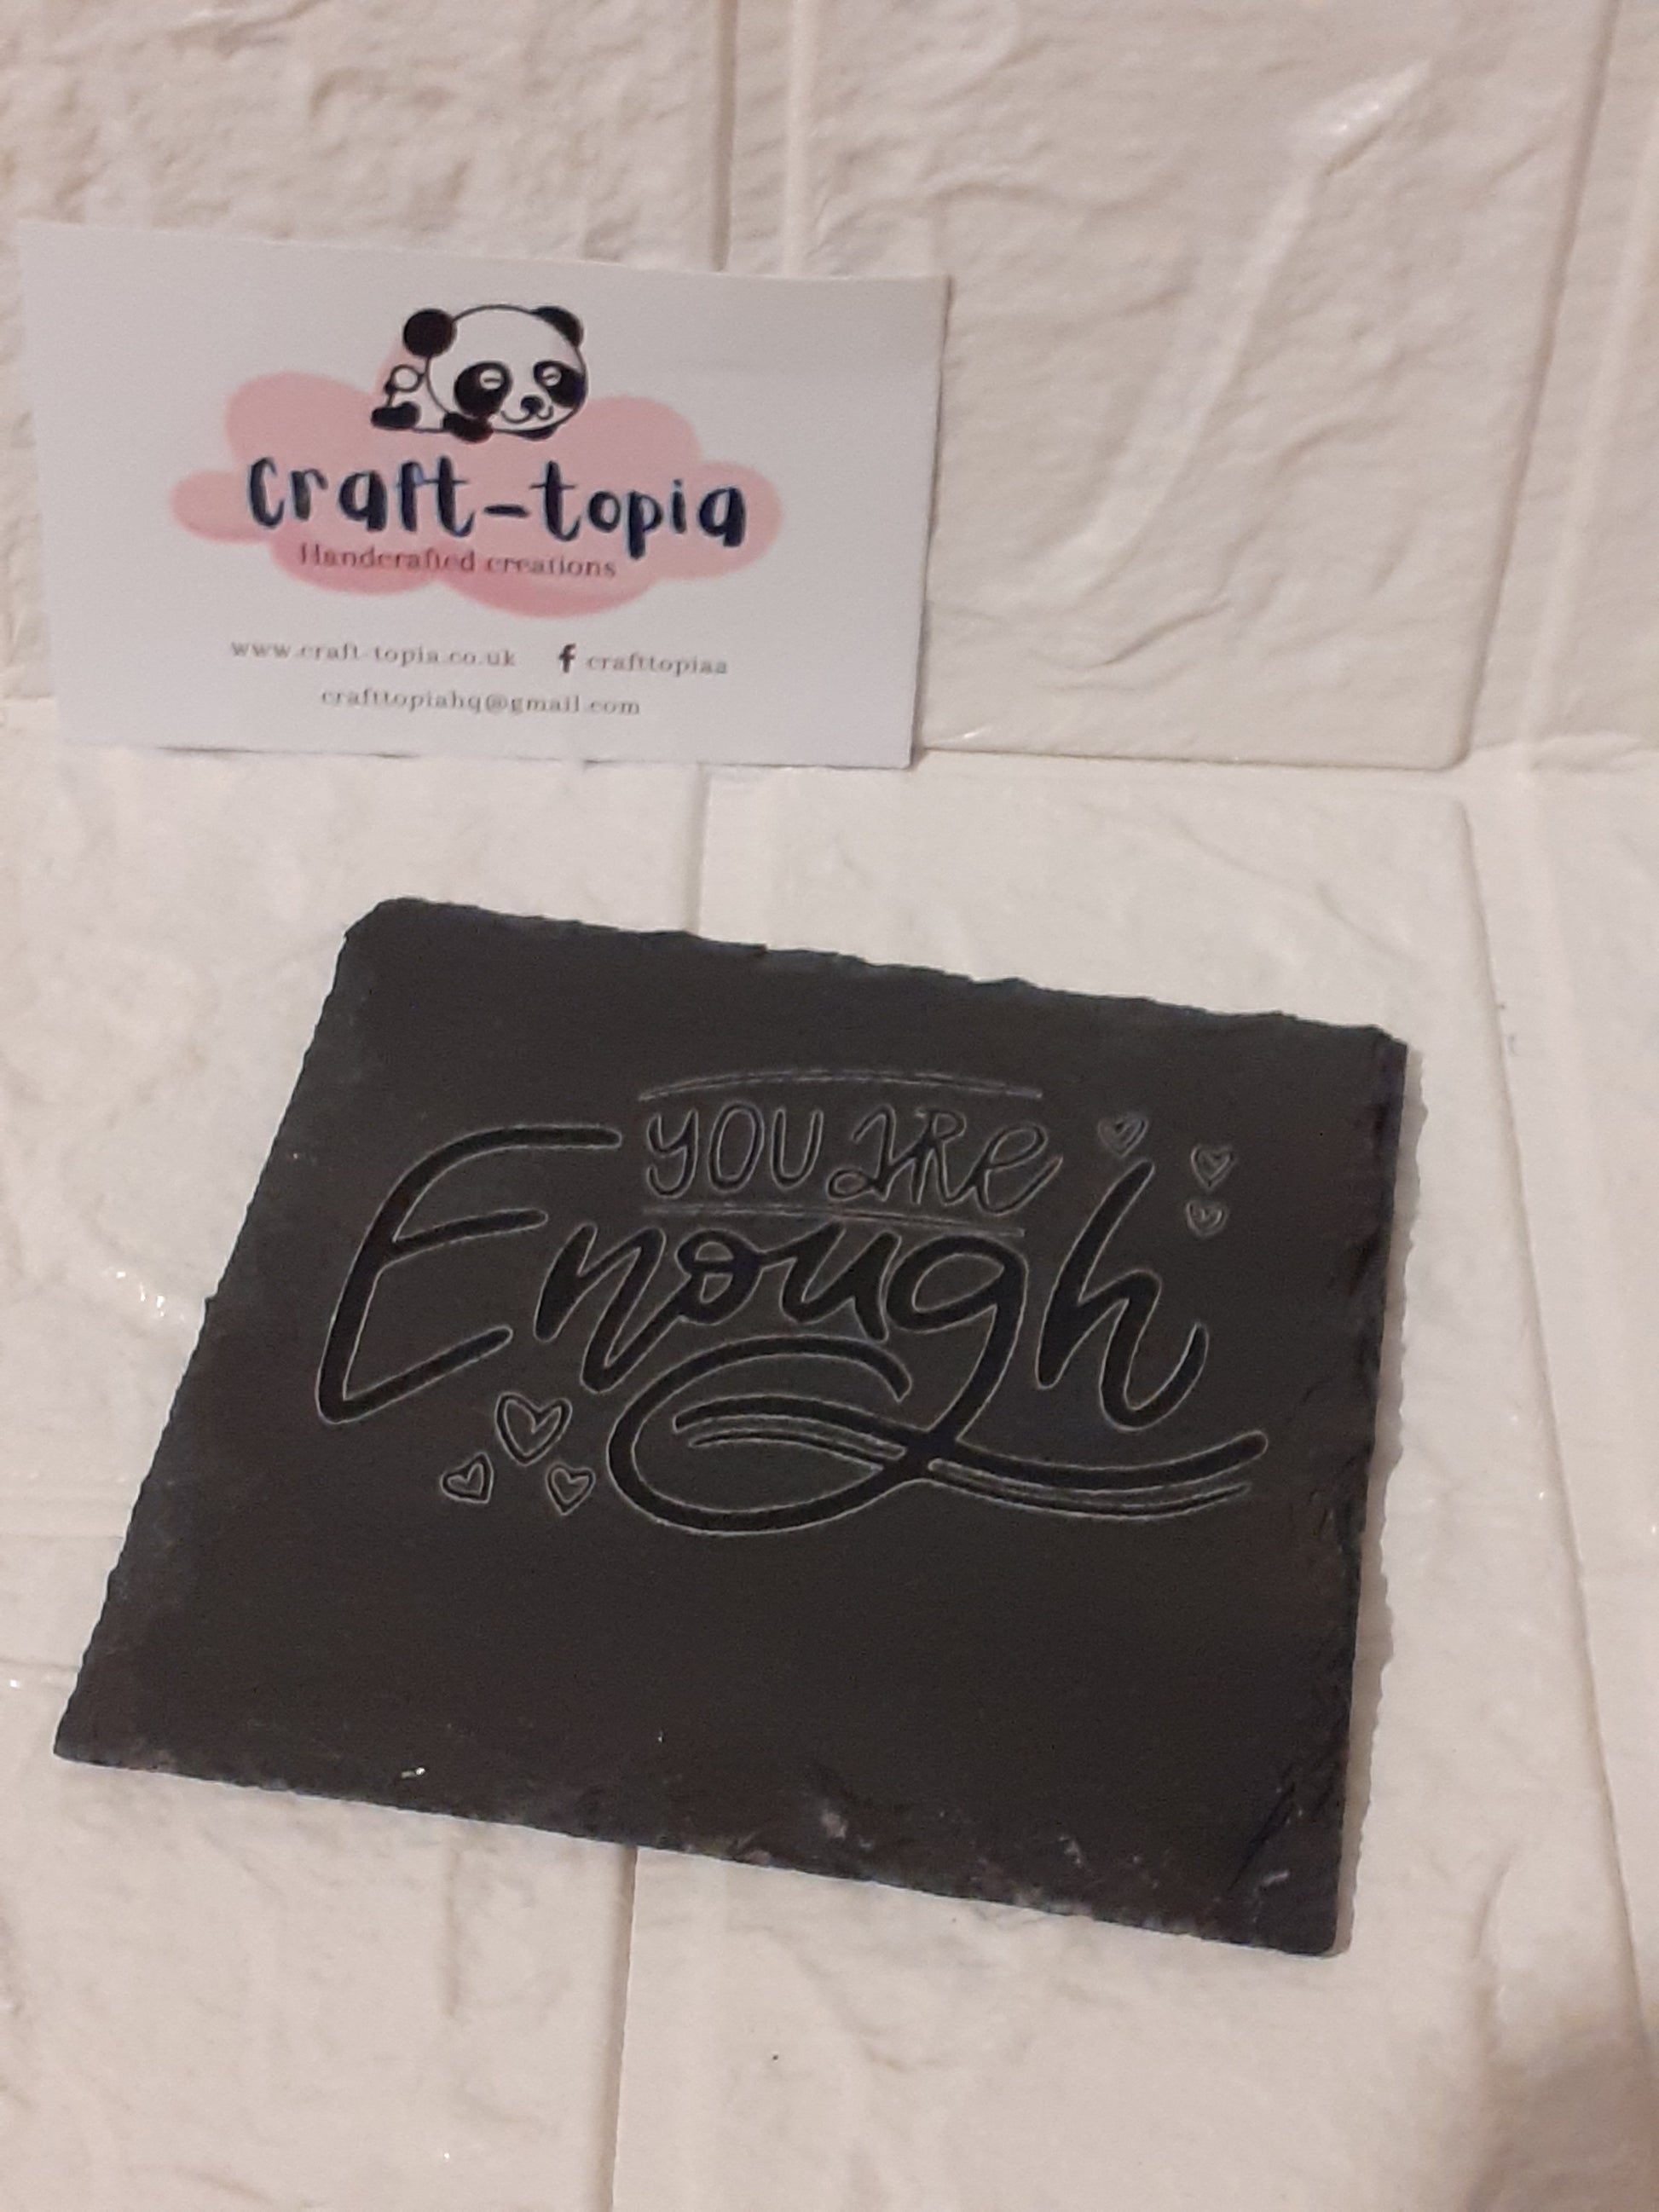 craft-topia
Handcrafted creations
www.craft-topia.co.uk f crafttopiaa
crafttopiahq@gmail.com
YOU ARe
Enough